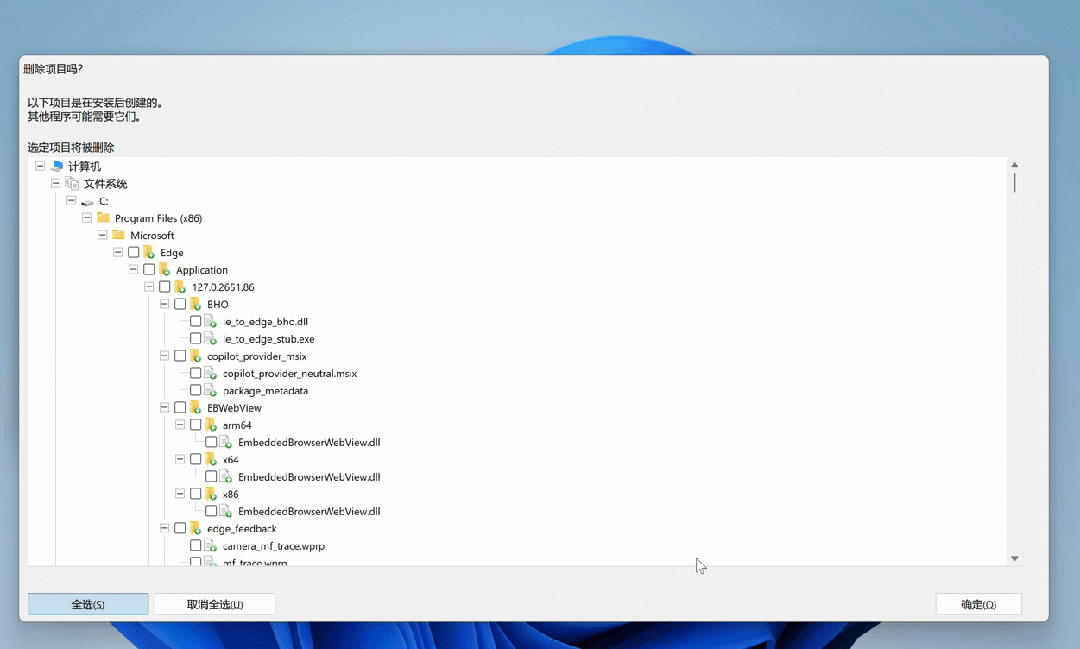 删除项目吗?
以下项目是在安装后创建的。
其他程序可能需要它们。
选定项目将被删除
计算机
文件系统
C:
Program Files (x86)
Microsoft
Edge
Application
127.0.2651.86
BHO
ie_to_edge_bho.dll
ie_to_edge_stub.exe
copilot_provider_msix
copilot_provider_neutral.msix
package_metadata
EBWebView
arm64
EmbeddedBrowserWebView.dll
x64
EmbeddedBrowserWebView.dll
x86
EmbeddedBrowserWebView.dll
edge_feedback
camera_mf_trace.wprp
mf_trace.wprp
全选(S) 取消全选(U) 确定(O)